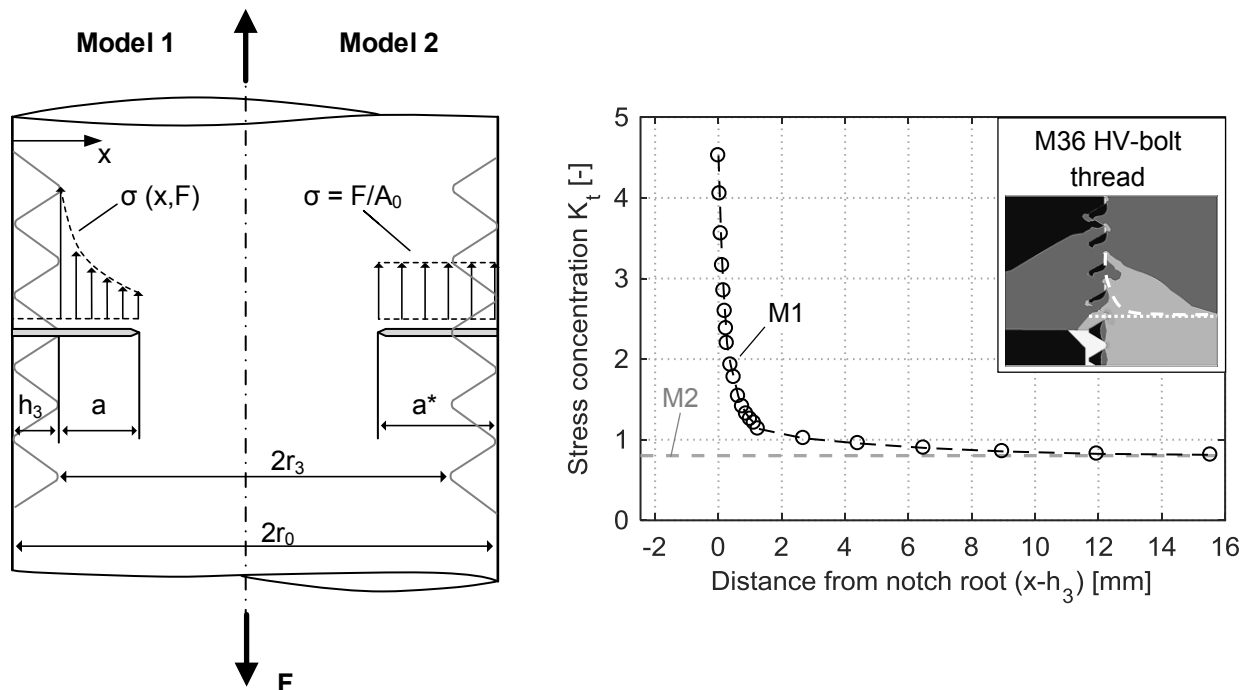 Model 1
Model 2
x
σ (x,F)
σ = F/A₀
h₃
a
a*
2r₃
2r₀
F
5
4
3
2
1
0
Stress concentration Kₜ [-]
M1
M2
M36 HV-bolt
thread
-2
0
2
4
6
8
10
12
14
16
Distance from notch root (x-h₃) [mm]